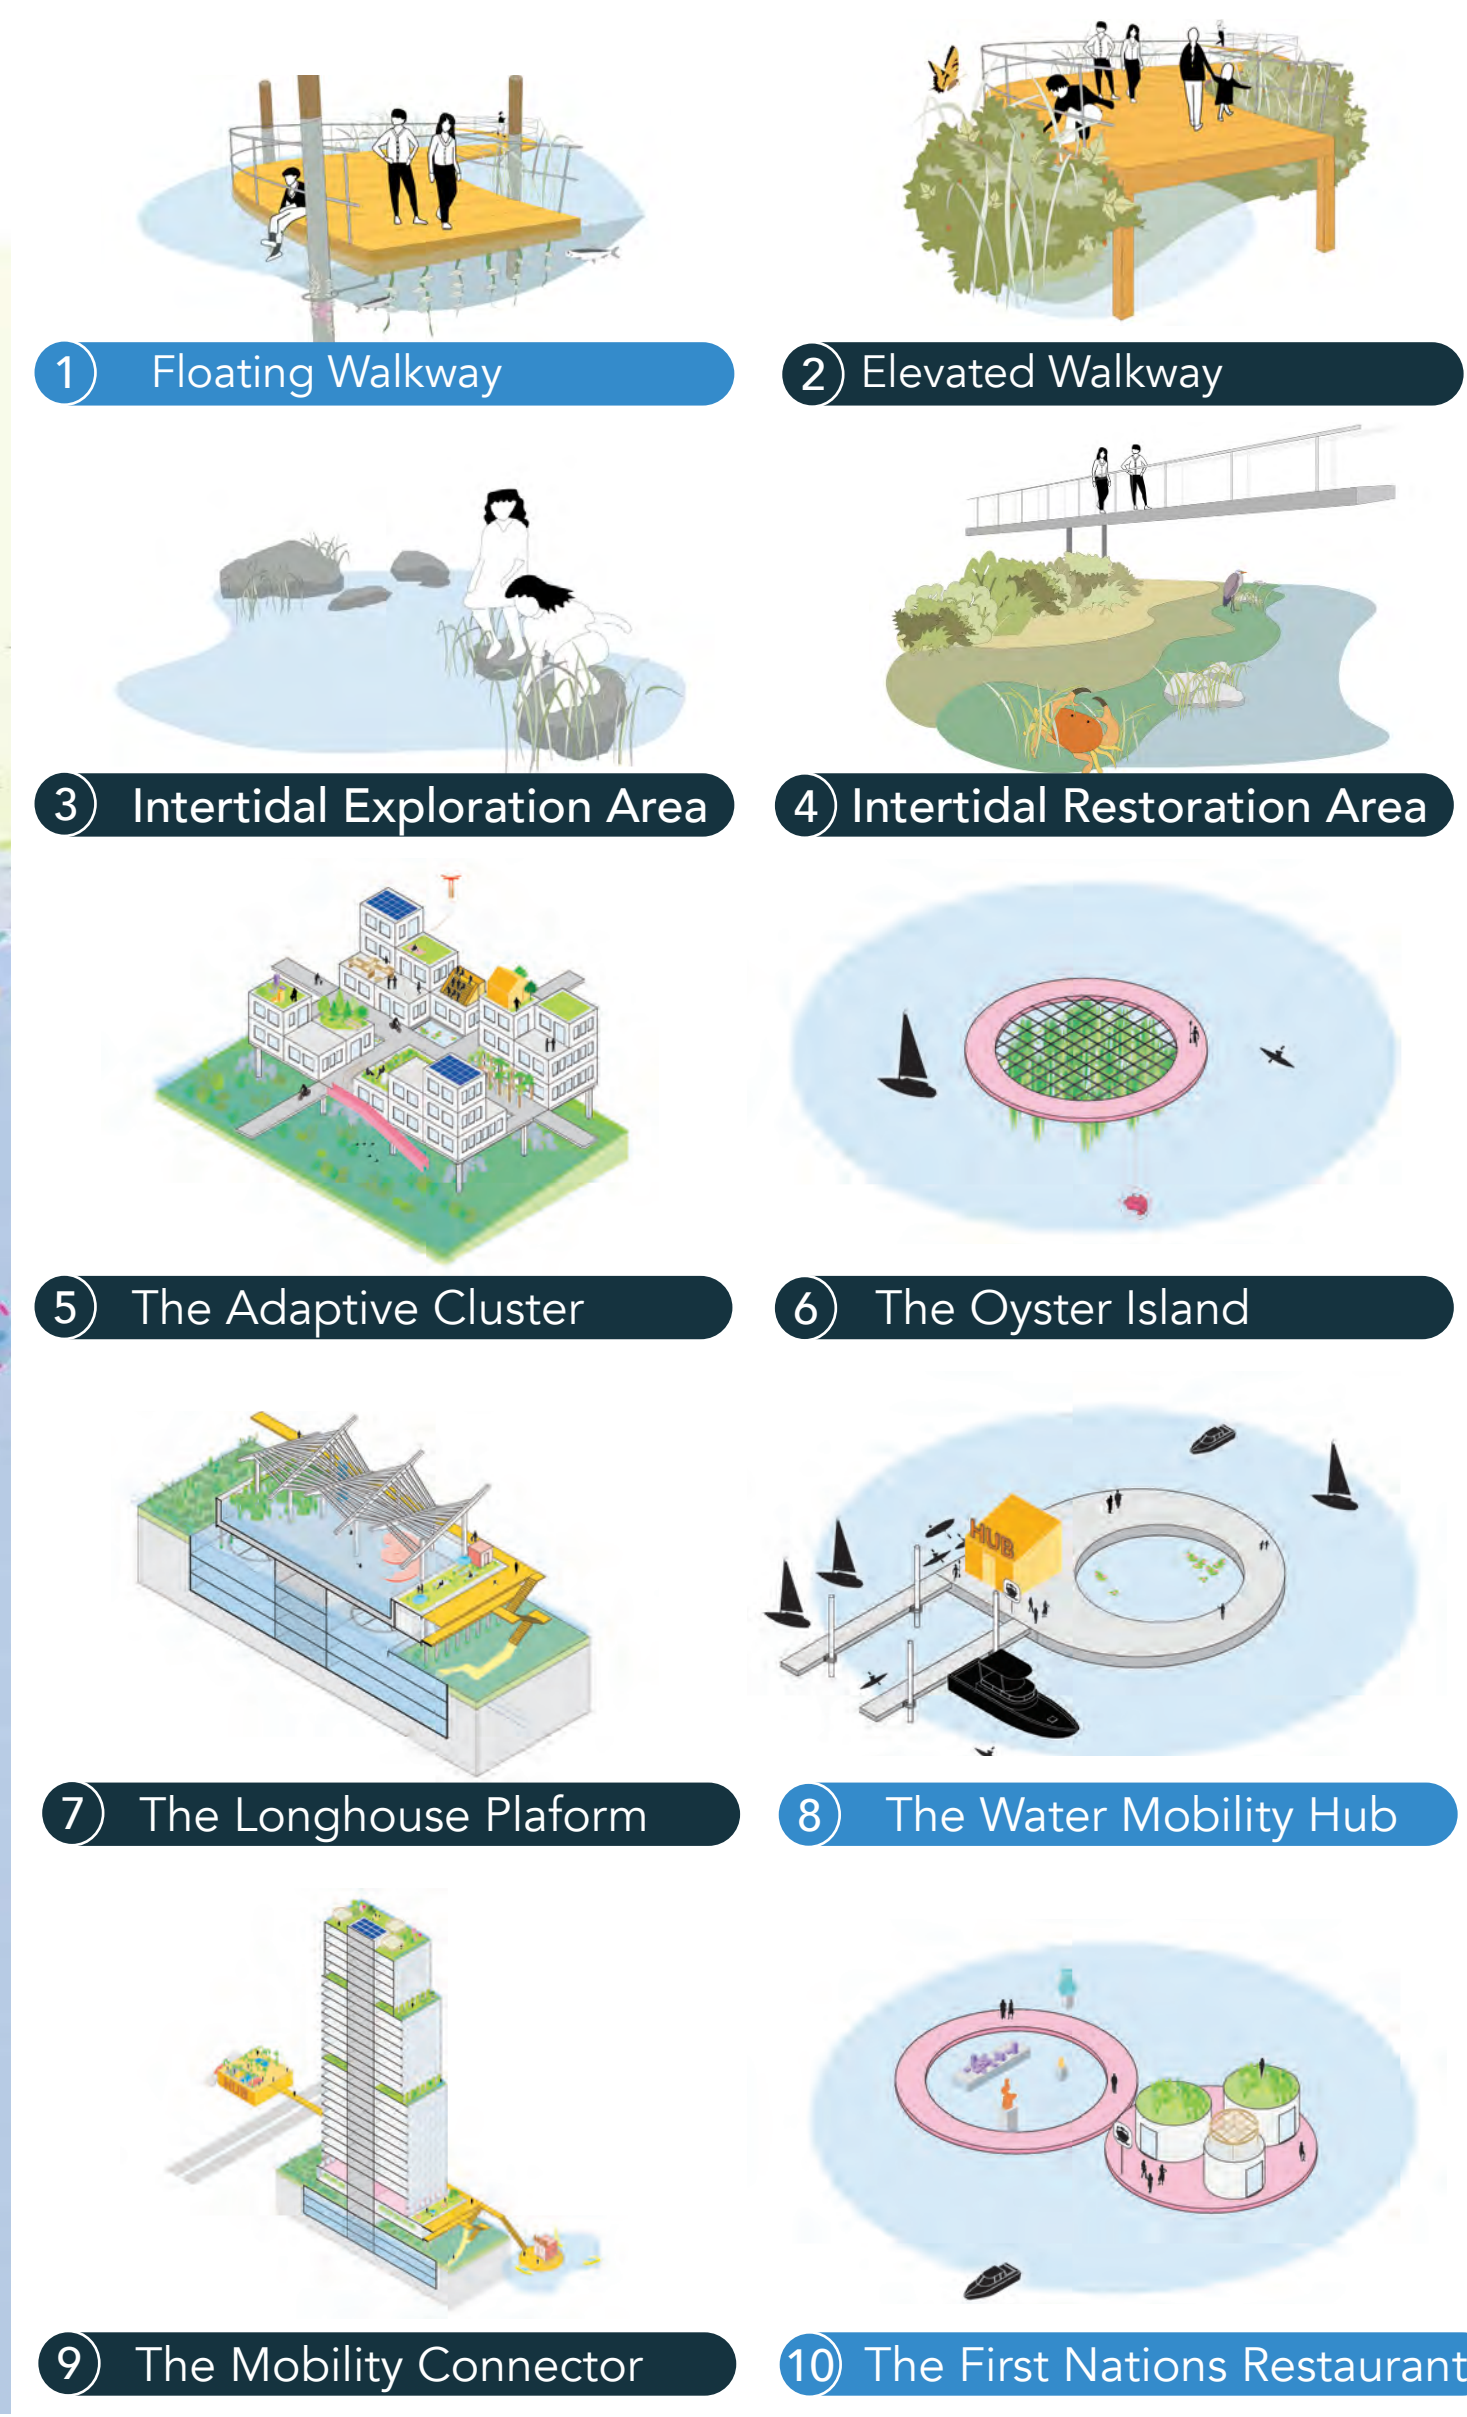 1 Floating Walkway
2 Elevated Walkway
3 Intertidal Exploration Area
4 Intertidal Restoration Area
5 The Adaptive Cluster
6 The Oyster Island
HUB
7 The Longhouse Plaform
8 The Water Mobility Hub
HUB
9 The Mobility Connector
10 The First Nations Restaurant